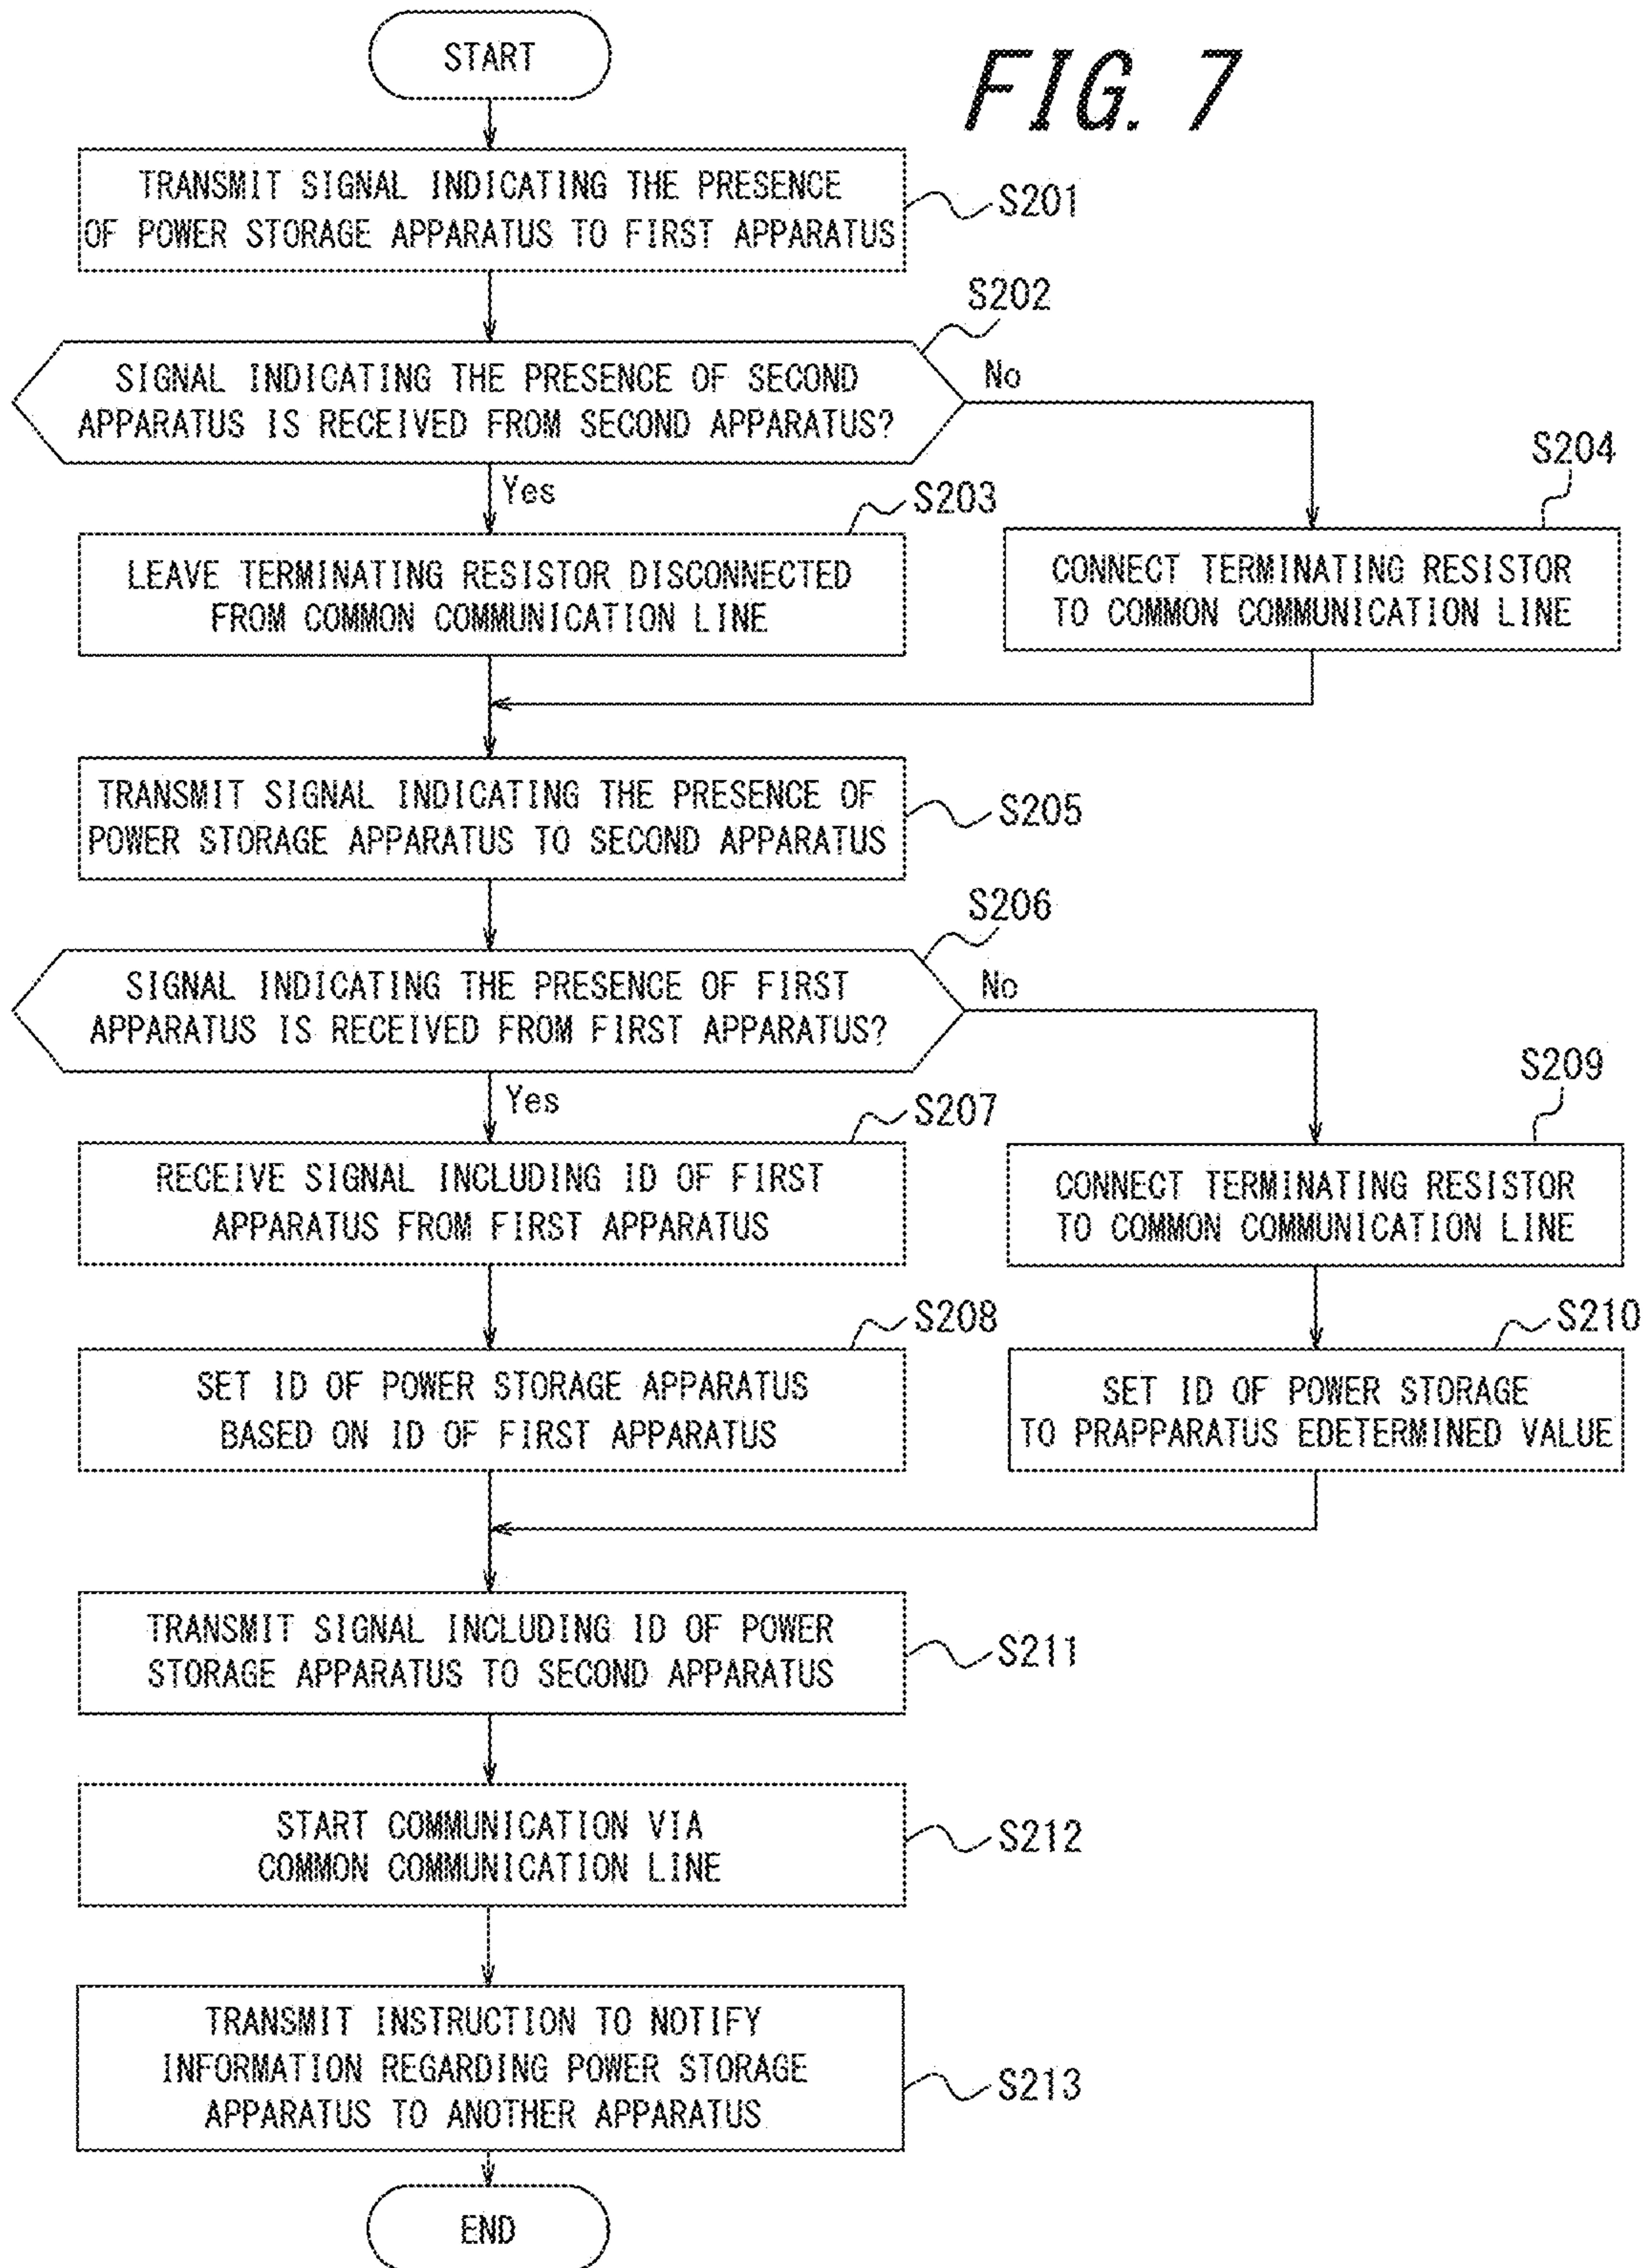 START
FIG. 7
TRANSMIT SIGNAL INDICATING THE PRESENCE
OF POWER STORAGE APPARATUS TO FIRST APPARATUS
S201
S202
SIGNAL INDICATING THE PRESENCE OF SECOND
APPARATUS IS RECEIVED FROM SECOND APPARATUS?
No
Yes
S203
LEAVE TERMINATING RESISTOR DISCONNECTED
FROM COMMON COMMUNICATION LINE
S204
CONNECT TERMINATING RESISTOR
TO COMMON COMMUNICATION LINE
TRANSMIT SIGNAL INDICATING THE PRESENCE OF
POWER STORAGE APPARATUS TO SECOND APPARATUS
S205
S206
SIGNAL INDICATING THE PRESENCE OF FIRST
APPARATUS IS RECEIVED FROM FIRST APPARATUS?
No
Yes
S207
RECEIVE SIGNAL INCLUDING ID OF FIRST
APPARATUS FROM FIRST APPARATUS
S209
CONNECT TERMINATING RESISTOR
TO COMMON COMMUNICATION LINE
S208
SET ID OF POWER STORAGE APPARATUS
BASED ON ID OF FIRST APPARATUS
S210
SET ID OF POWER STORAGE
TO PRAPPARATUS EDETERMINED VALUE
TRANSMIT SIGNAL INCLUDING ID OF POWER
STORAGE APPARATUS TO SECOND APPARATUS
S211
START COMMUNICATION VIA
COMMON COMMUNICATION LINE
S212
TRANSMIT INSTRUCTION TO NOTIFY
INFORMATION REGARDING POWER STORAGE
APPARATUS TO ANOTHER APPARATUS
S213
END